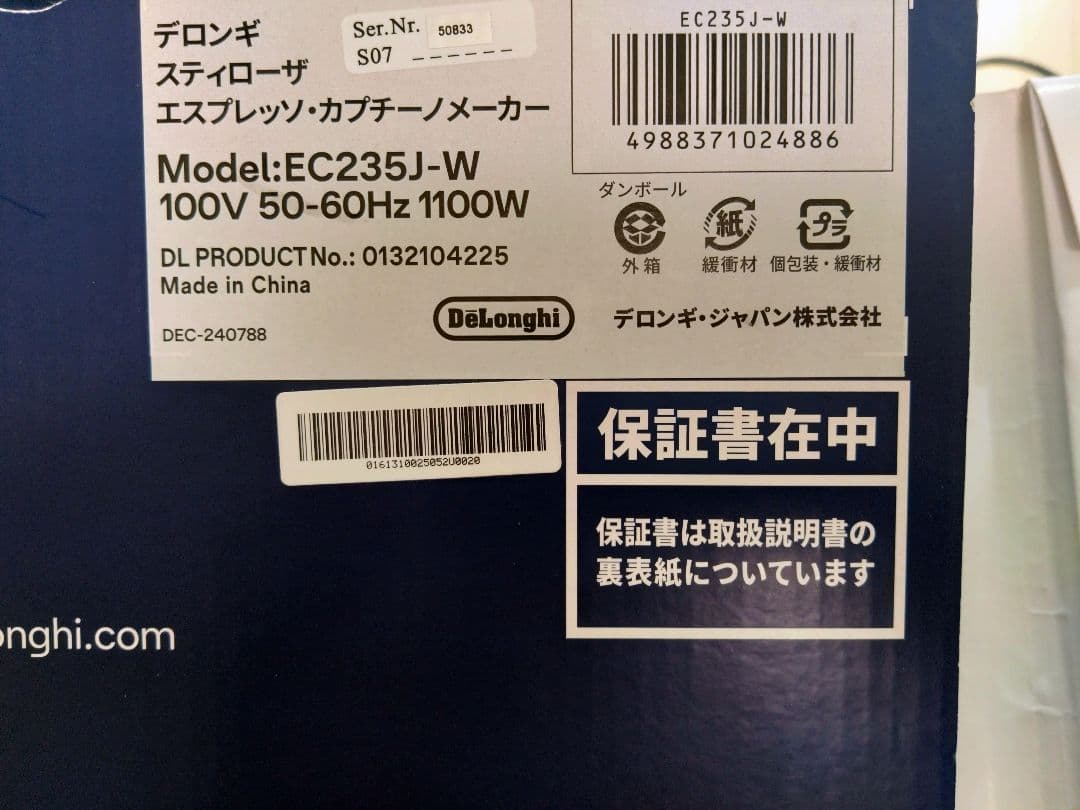 デロンギ
スティローザ
エスプレッソ・カプチーノメーカー
Ser.Nr. 50833
S07 ______
Model:EC235J-W
100V 50-60Hz 1100W
DL PRODUCT No.: 0132104225
Made in China
DEC-240788
DeLonghi
EC235J-W
4988371024886
ダンボール
外箱
紙
緩衝材
プラ
個包装・緩衝材
デロンギ・ジャパン株式会社
0161310025052U0020
保証書在中
保証書は取扱説明書の
裏表紙についています
onghi.com